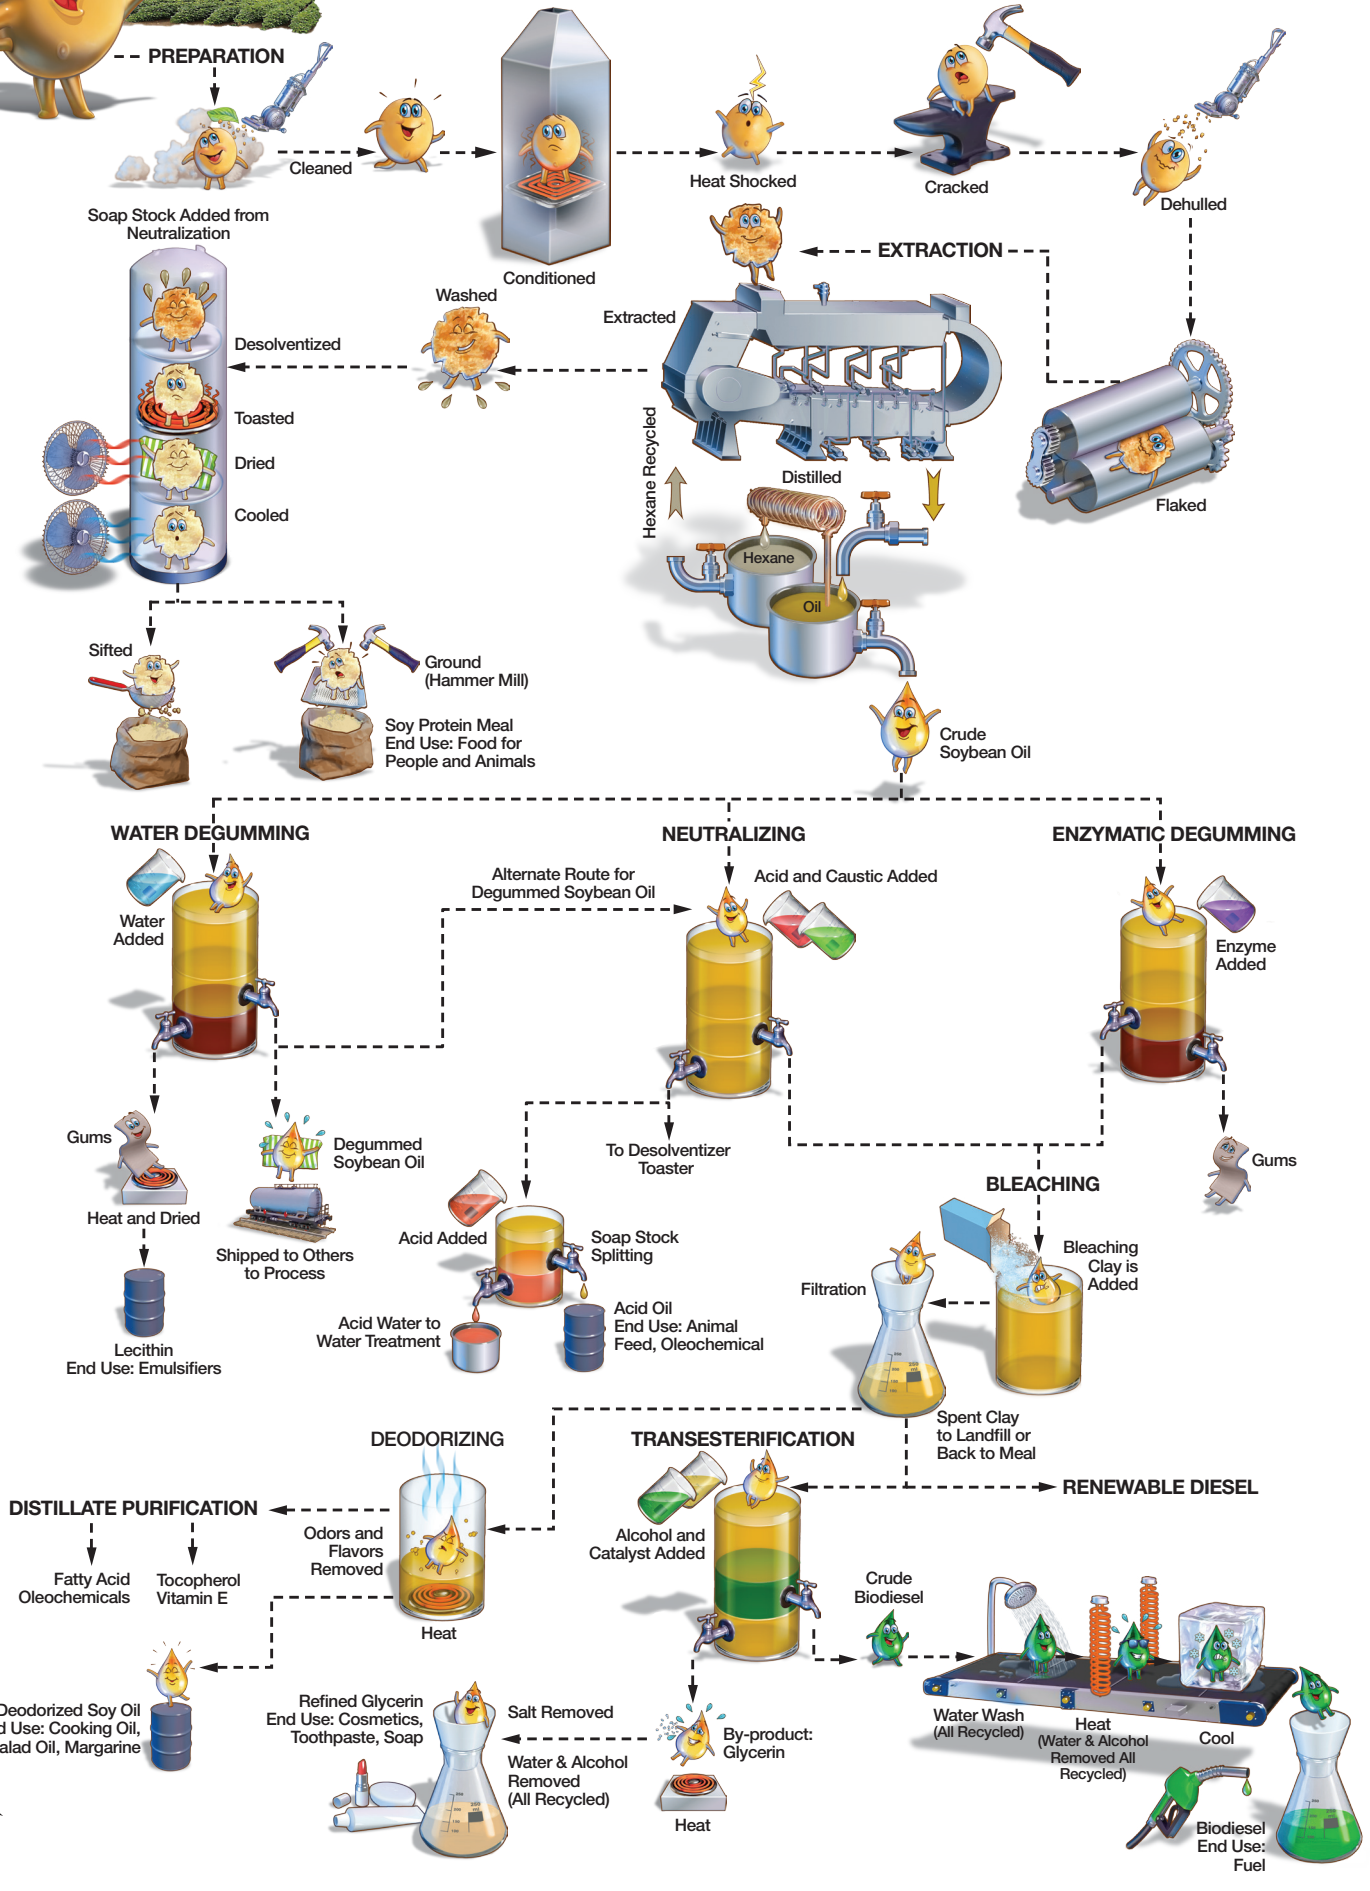 PREPARATION
Cleaned
Conditioned
Heat Shocked
Cracked
Dehulled
Soap Stock Added from
Neutralization
EXTRACTION
Washed
Extracted
Desolventized
Toasted
Dried
Cooled
Hexane Recycled
Distilled
Flaked
Hexane
Oil
Sifted
Ground
(Hammer Mill)
Soy Protein Meal
End Use: Food for
People and Animals
Crude
Soybean Oil
WATER DEGUMMING
NEUTRALIZING
ENZYMATIC DEGUMMING
Water
Added
Alternate Route for
Degummed Soybean Oil
Acid and Caustic Added
Enzyme
Added
Gums
Heat and Dried
Degummed
Soybean Oil
Shipped to Others
to Process
Lecithin
End Use: Emulsifiers
To Desolventizer
Toaster
Acid Added
Soap Stock
Splitting
Acid Water to
Water Treatment
Acid Oil
End Use: Animal
Feed, Oleochemical
Gums
BLEACHING
Bleaching
Clay is
Added
Filtration
Spent Clay
to Landfill or
Back to Meal
DEODORIZING
TRANSESTERIFICATION
RENEWABLE DIESEL
DISTILLATE PURIFICATION
Odors and
Flavors
Removed
Fatty Acid
Oleochemicals
Tocopherol
Vitamin E
Heat
Alcohol and
Catalyst Added
Crude
Biodiesel
Deodorized Soy Oil
d Use: Cooking Oil,
alad Oil, Margarine
Refined Glycerin
End Use: Cosmetics,
Toothpaste, Soap
Salt Removed
Water & Alcohol
Removed
(All Recycled)
By-product:
Glycerin
Heat
Water Wash
(All Recycled)
Heat
(Water & Alcohol
Removed All
Recycled)
Cool
Biodiesel
End Use:
Fuel